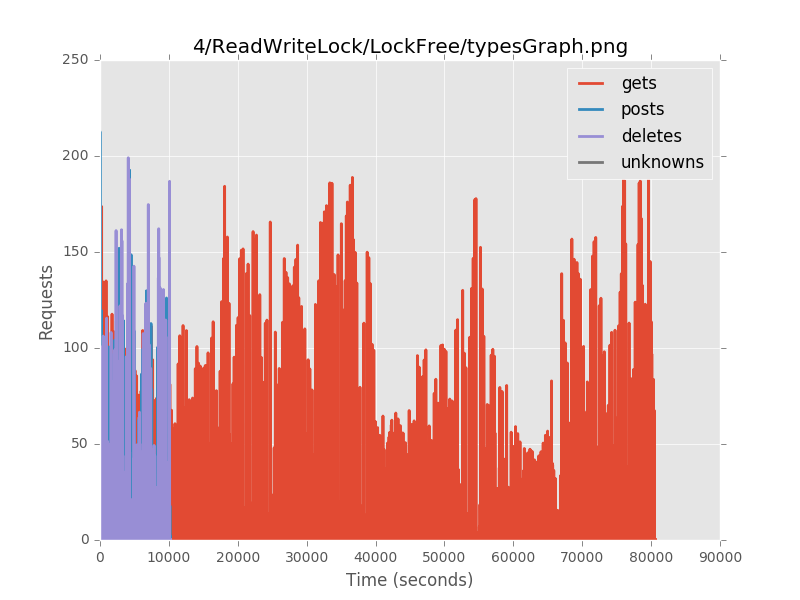 4/ReadWriteLock/LockFree/typesGraph.png
250
200
150
100
50
0
gets
posts
deletes
unknowns
Requests
0 10000 20000 30000 40000 50000 60000 70000 80000 90000
Time (seconds)